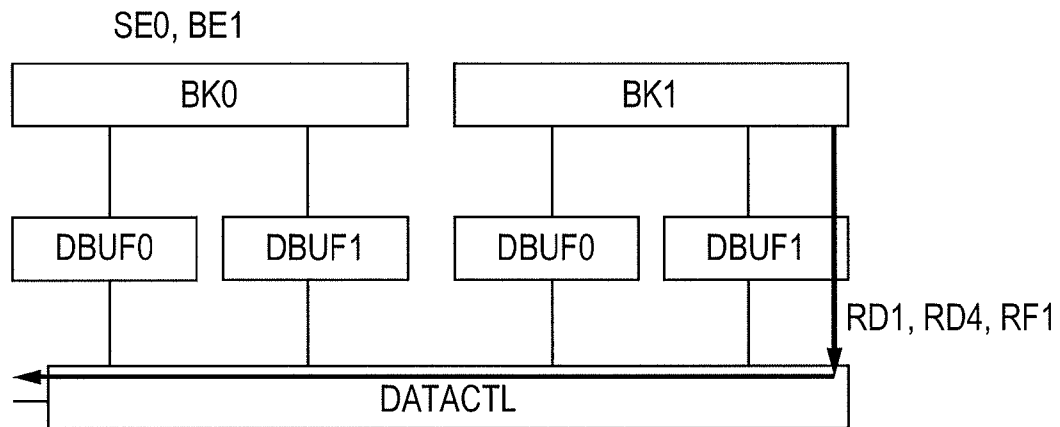 SE0, BE1
BK0 BK1
DBUF0 DBUF1 DBUF0 DBUF1
RD1, RD4, RF1
DATACTL